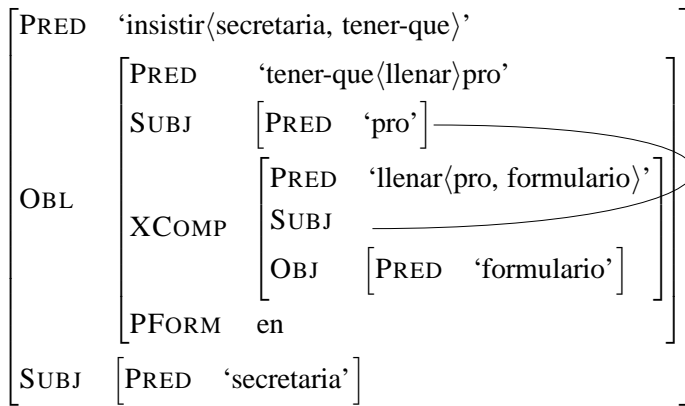 PRED ‘insistir⟨secretaria, tener-que⟩’
PRED ‘tener-que⟨llenar⟩pro’
SUBJ [PRED ‘pro’]
OBL
XCOMP
PRED ‘llenar⟨pro, formulario⟩’
SUBJ
OBJ [PRED ‘formulario’]
PFORM en
SUBJ [PRED ‘secretaria’]